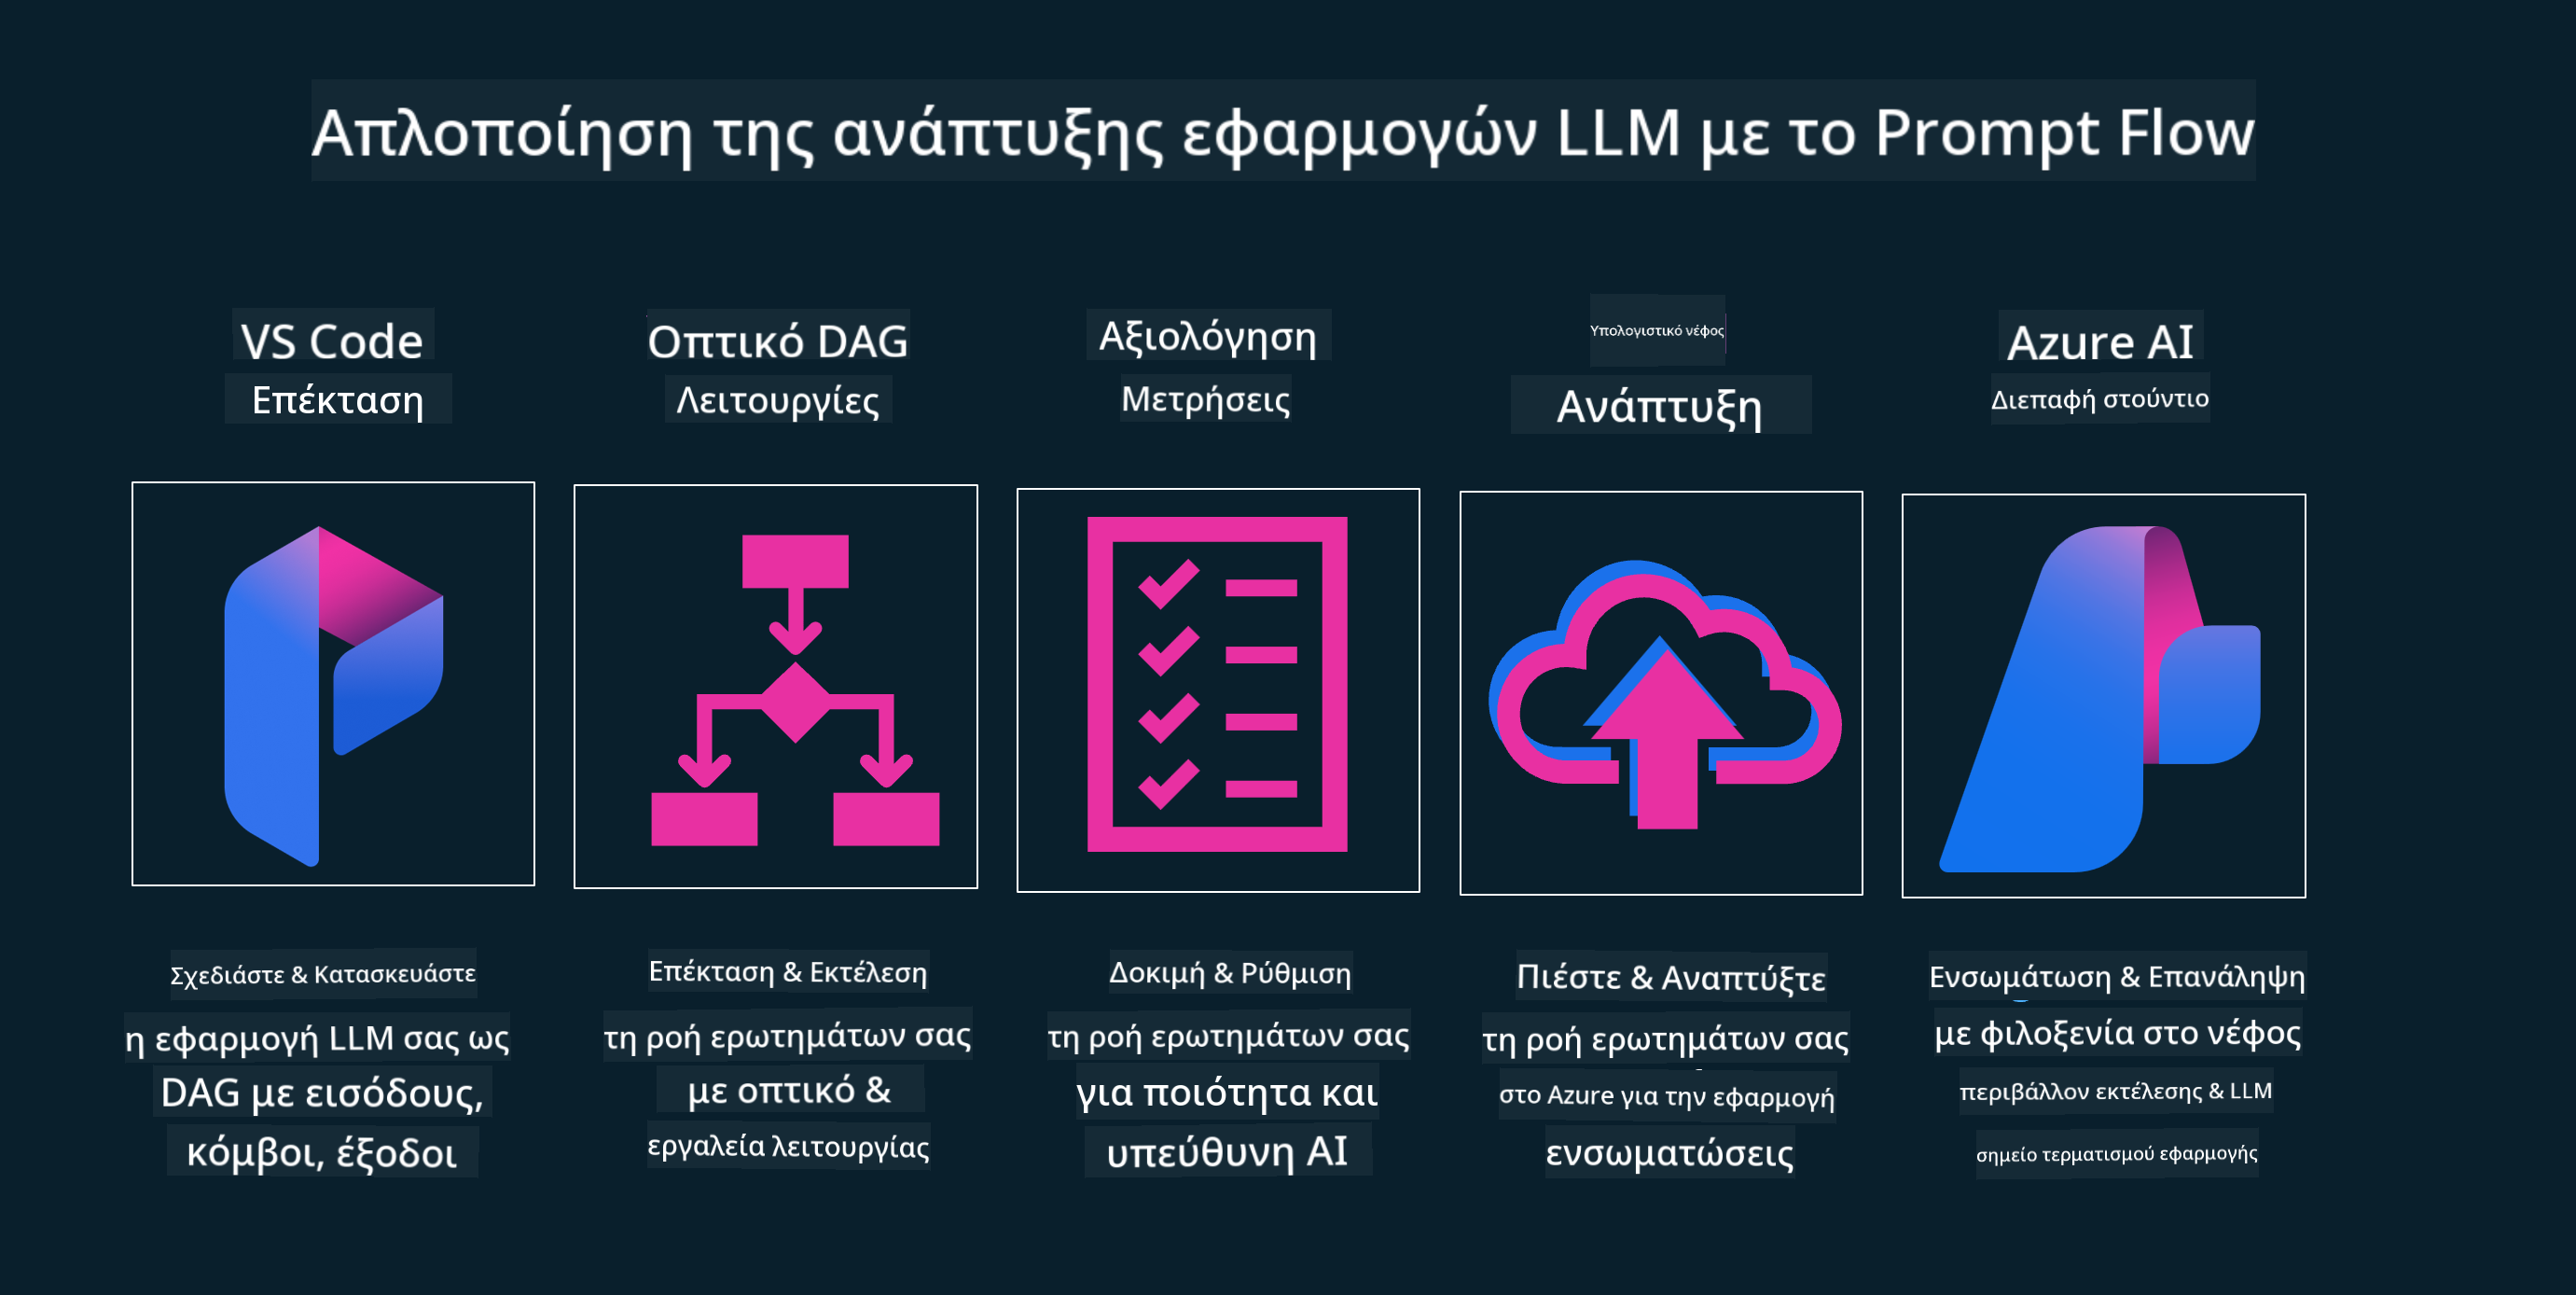 Απλοποίηση της ανάπτυξης εφαρμογών LLM με το Prompt Flow
VS Code
Επέκταση
Οπτικό DAG
Λειτουργίες
Αξιολόγηση
Μετρήσεις
Υπολογιστικό νέφος
Ανάπτυξη
Azure AI
Διεπαφή στούντιο
Σχεδιάστε & Κατασκευάστε
η εφαρμογή LLM σας ως
DAG με εισόδους,
κόμβοι, έξοδοι
Επέκταση & Εκτέλεση
τη ροή ερωτημάτων σας
με οπτικό &
εργαλεία λειτουργίας
Δοκιμή & Ρύθμιση
τη ροή ερωτημάτων σας
για ποιότητα και
υπεύθυνη AI
Πιέστε & Αναπτύξτε
τη ροή ερωτημάτων σας
στο Azure για την εφαρμογή
ενσωματώσεις
Ενσωμάτωση & Επανάληψη
με φιλοξενία στο νέφος
περιβάλλον εκτέλεσης & LLM
σημείο τερματισμού εφαρμογής